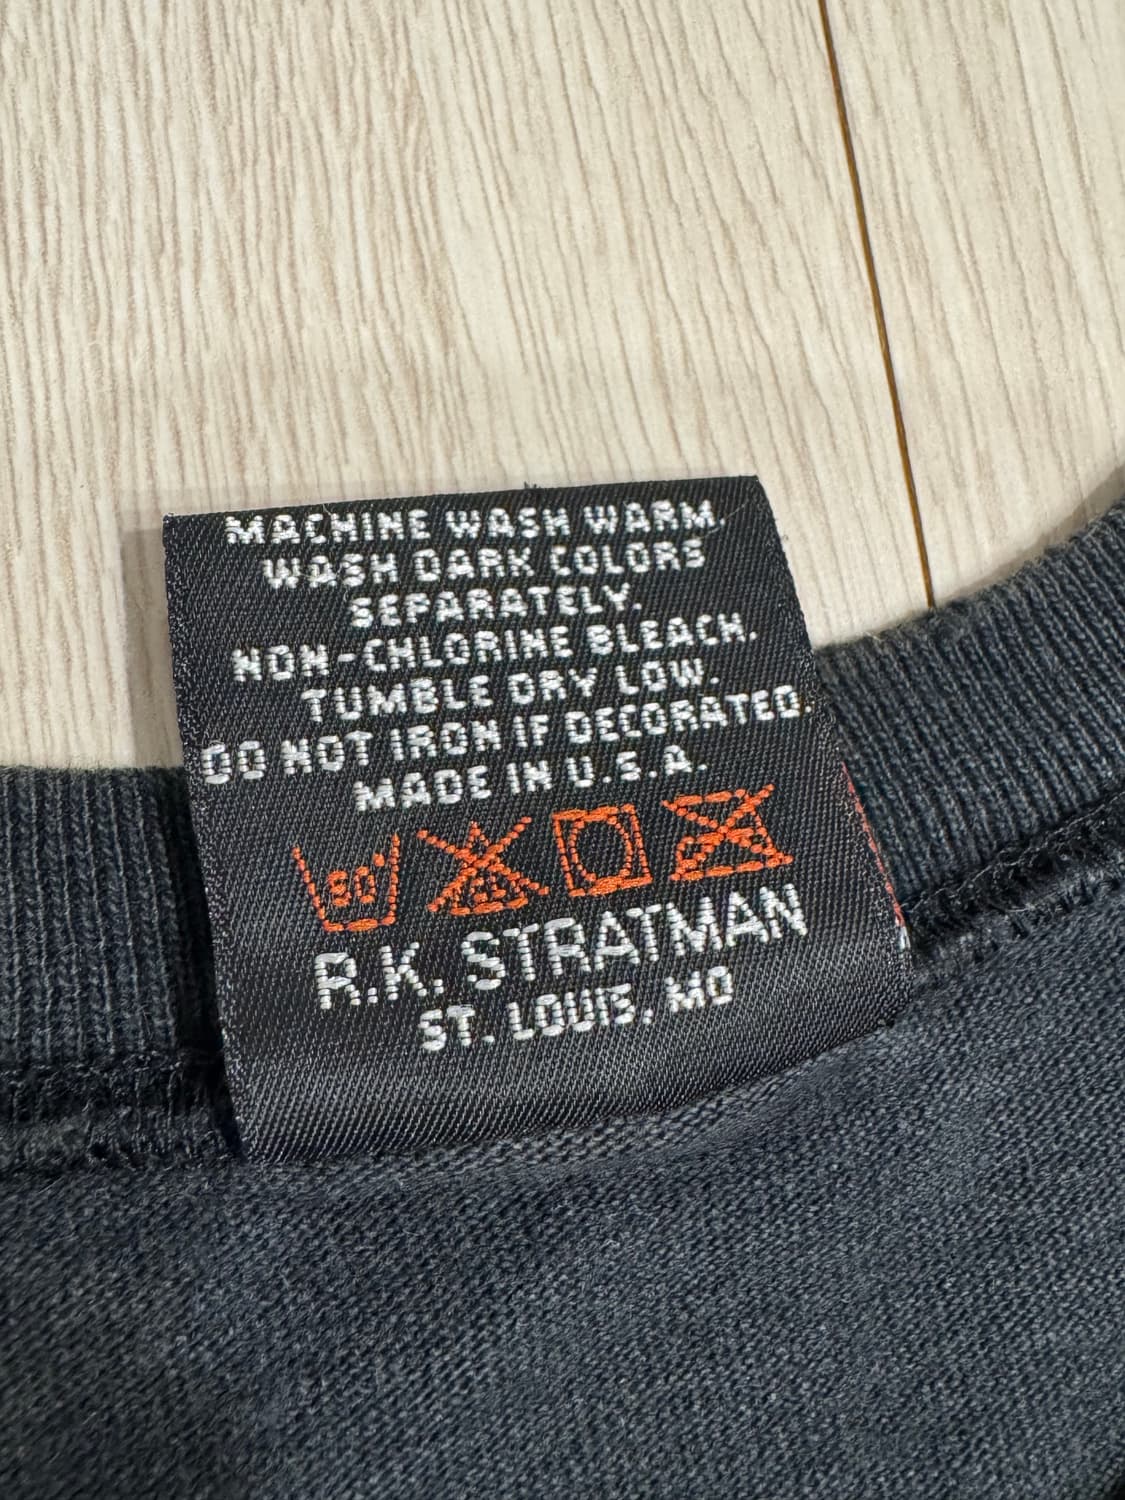 MACHINE WASH WARM.
WASH DARK COLORS
SEPARATELY.
NON-CHLORINE BLEACH.
TUMBLE DRY LOW.
DO NOT IRON IF DECORATED.
MADE IN U.S.A.
R.K. STRATMAN
ST. LOUIS, MO